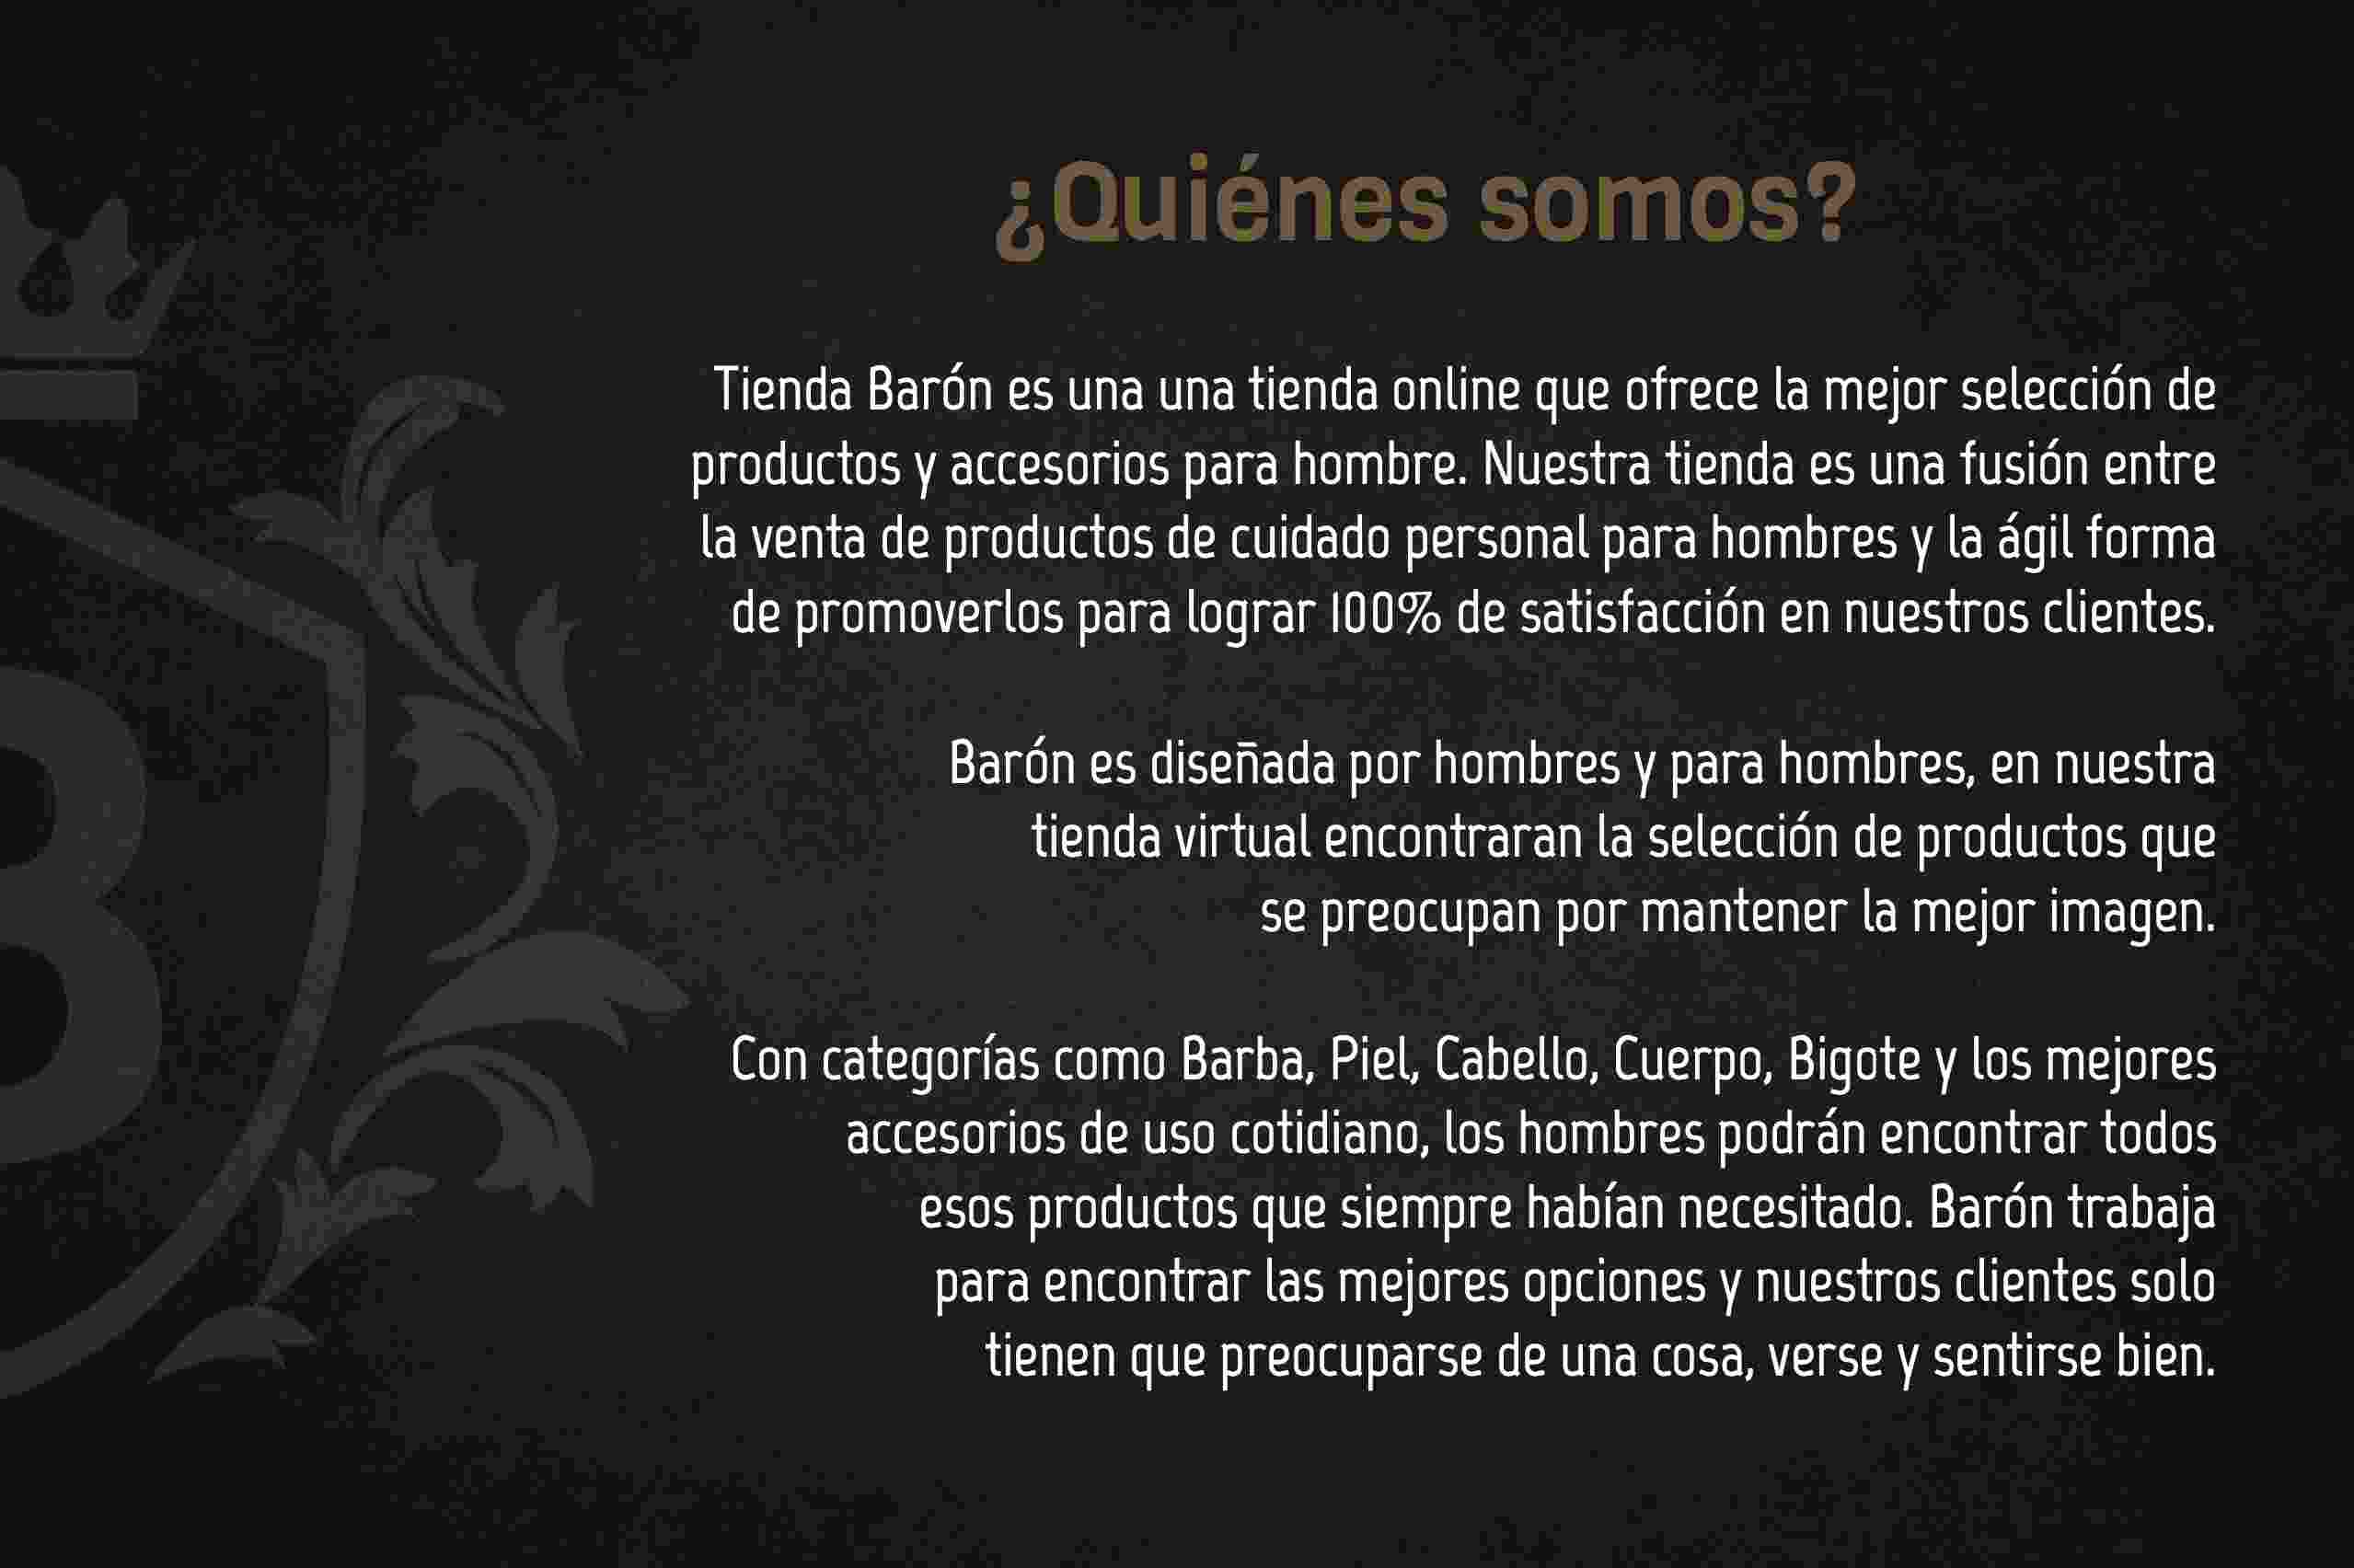 ¿Quiénes somos?
Tienda Barón es una una tienda online que ofrece la mejor selección de
productos y accesorios para hombre. Nuestra tienda es una fusión entre
la venta de productos de cuidado personal para hombres y la ágil forma
de promoverlos para lograr 100% de satisfacción en nuestros clientes.
Barón es diseñada por hombres y para hombres, en nuestra
tienda virtual encontraran la selección de productos que
se preocupan por mantener la mejor imagen.
Con categorías como Barba, Piel, Cabello, Cuerpo, Bigote y los mejores
accesorios de uso cotidiano, los hombres podrán encontrar todos
esos productos que siempre habían necesitado. Barón trabaja
para encontrar las mejores opciones y nuestros clientes solo
tienen que preocuparse de una cosa, verse y sentirse bien.
B